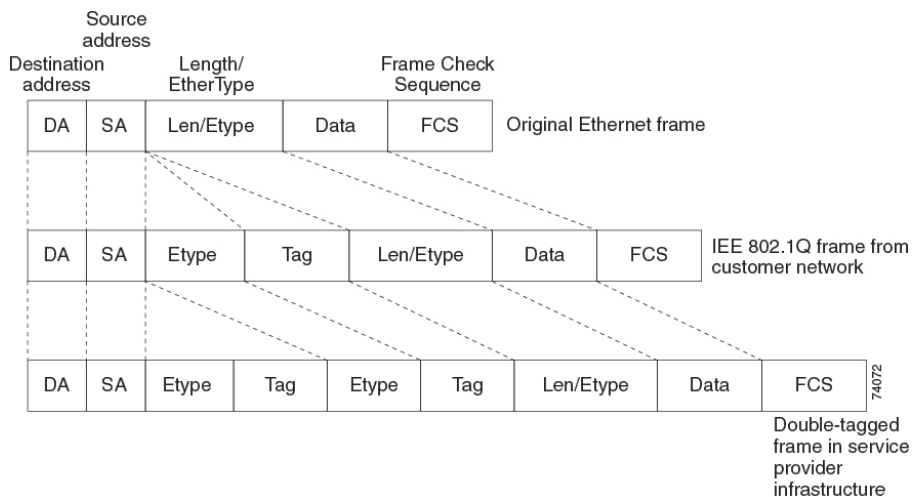 Source
address
Destination
address
Length/
EtherType
Frame Check
Sequence
DA SA Len/Etype Data FCS Original Ethernet frame
DA SA Etype Tag Len/Etype Data FCS
IEE 802.1Q frame from
customer network
DA SA Etype Tag Etype Tag Len/Etype Data FCS
74072
Double-tagged
frame in service
provider
infrastructure